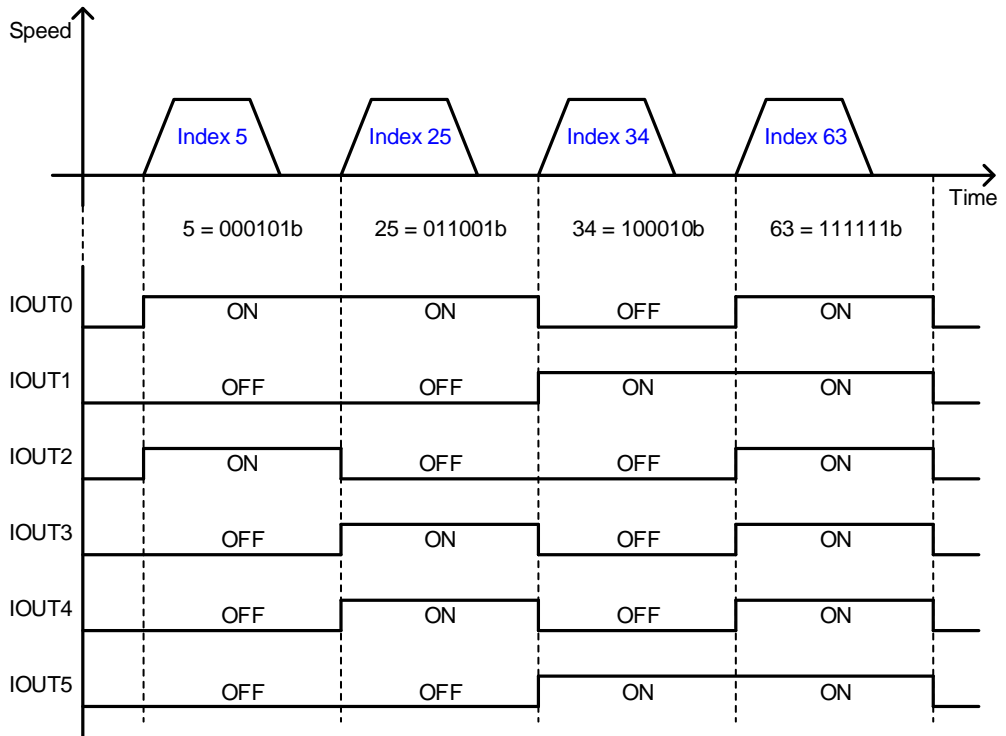 Speed
Index 5 Index 25 Index 34 Index 63
Time
5 = 000101b 25 = 011001b 34 = 100010b 63 = 111111b
IOUT0 ON ON OFF ON
IOUT1 OFF OFF ON ON
IOUT2 ON OFF OFF ON
IOUT3 OFF ON OFF ON
IOUT4 OFF ON OFF ON
IOUT5 OFF OFF ON ON